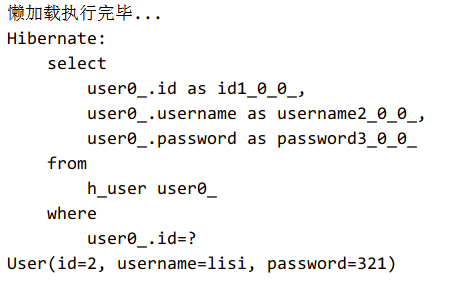 懒加载执行完毕...
Hibernate:
    select
        user0_.id as id1_0_0_,
        user0_.username as username2_0_0_,
        user0_.password as password3_0_0_
    from
        h_user user0_
    where
        user0_.id=?
User(id=2, username=lisi, password=321)